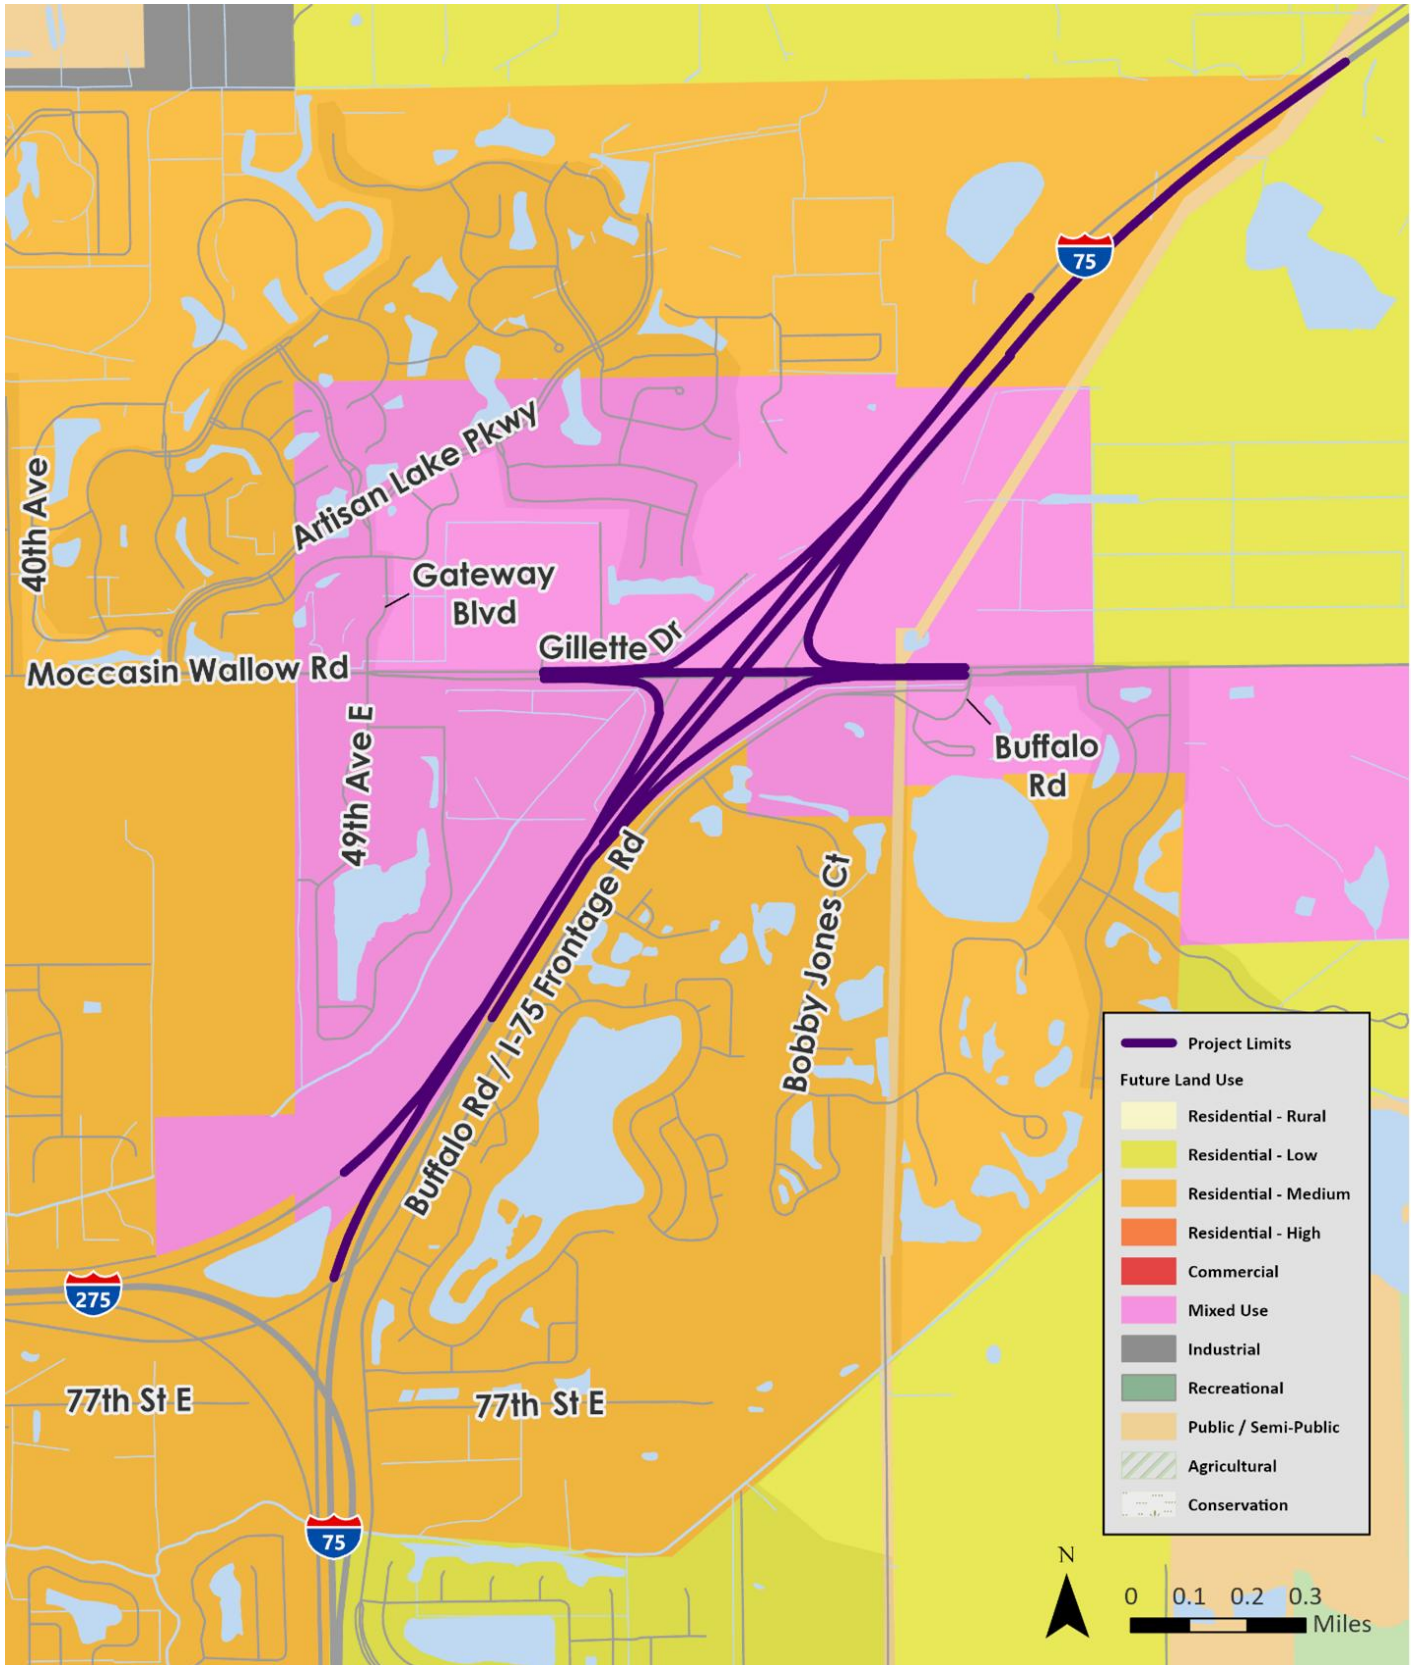 75
Artisan Lake Pkwy
40th Ave
Gateway
Blvd
Gillette Dr
Moccasin Wallow Rd
49th Ave E
Buffalo
Rd
Buffalo Rd / I-75 Frontage Rd
Bobby Jones Ct
275
77th St E
77th St E
75
Project Limits
Future Land Use
Residential - Rural
Residential - Low
Residential - Medium
Residential - High
Commercial
Mixed Use
Industrial
Recreational
Public / Semi-Public
Agricultural
Conservation
N
0 0.1 0.2 0.3
Miles